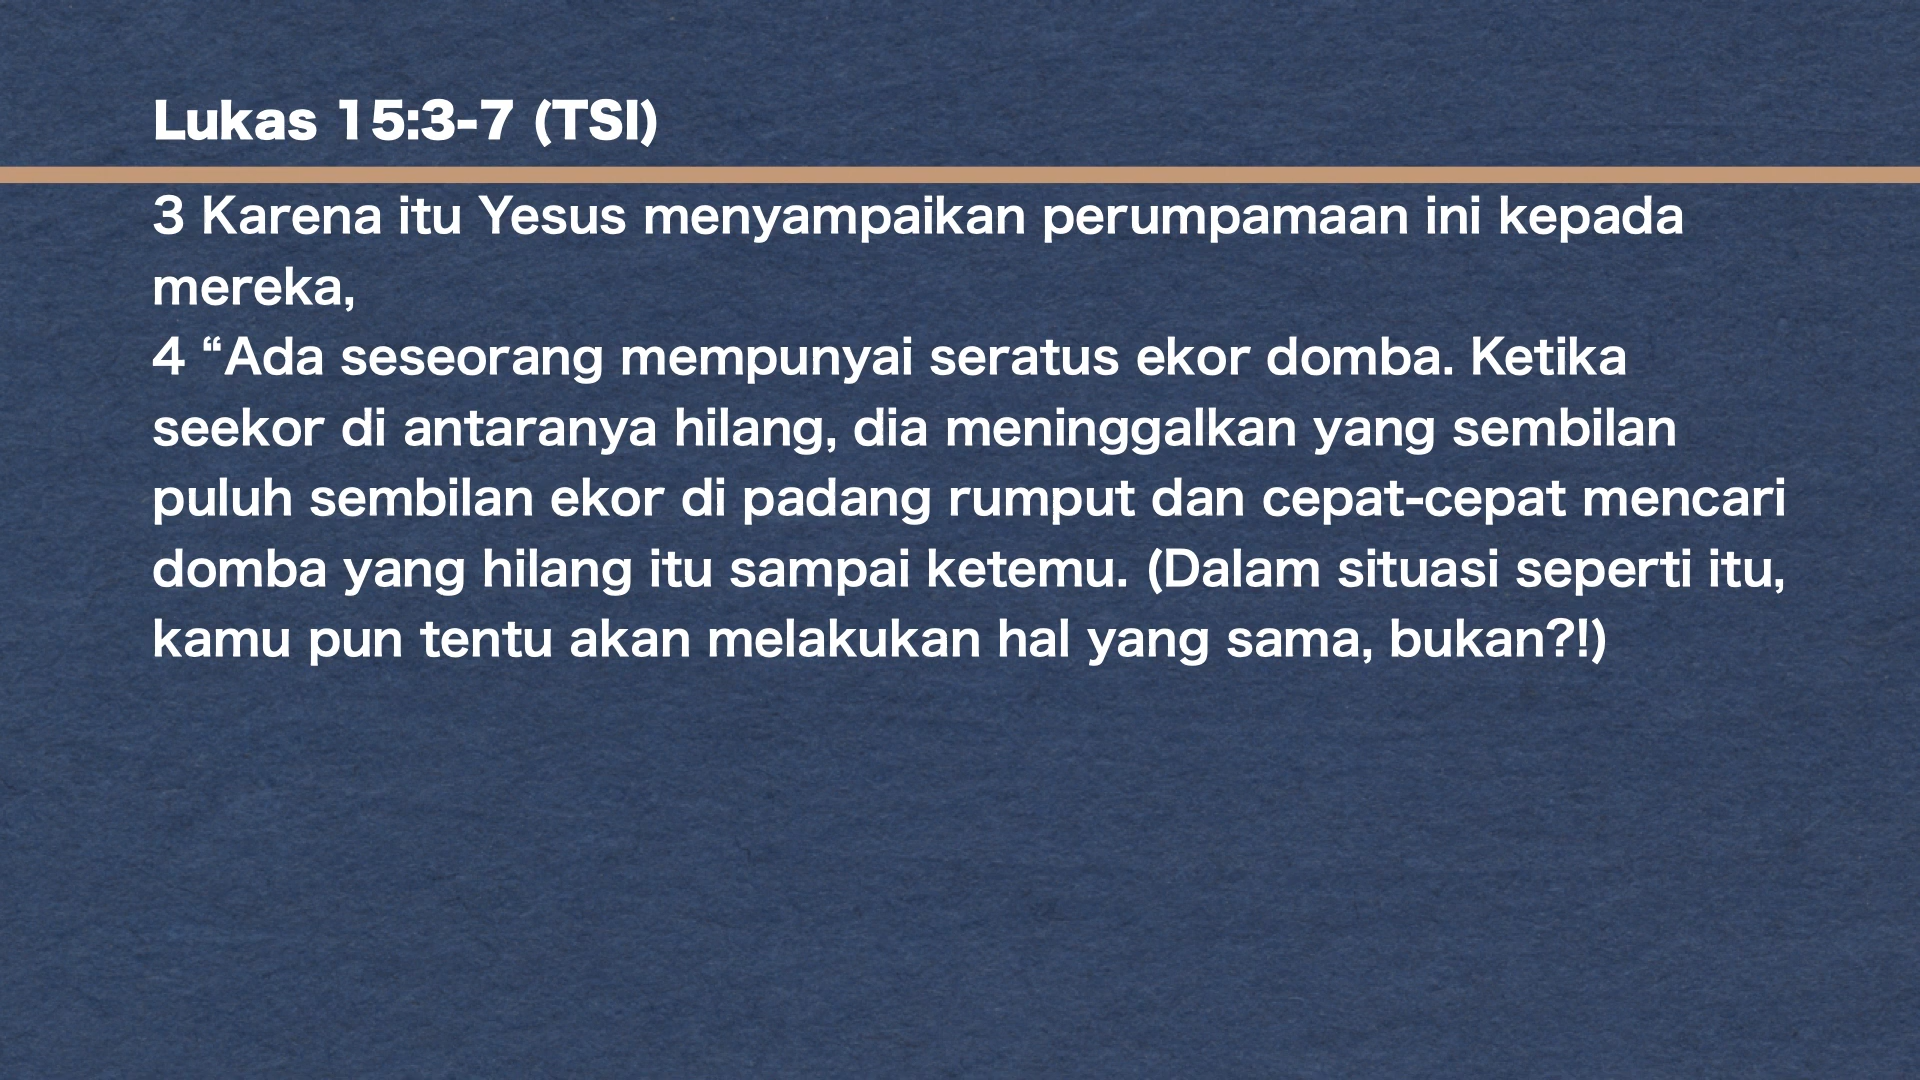 Lukas 15:3-7 (TSI)
3 Karena itu Yesus menyampaikan perumpamaan ini kepada
mereka,
4 “Ada seseorang mempunyai seratus ekor domba. Ketika
seekor di antaranya hilang, dia meninggalkan yang sembilan
puluh sembilan ekor di padang rumput dan cepat-cepat mencari
domba yang hilang itu sampai ketemu. (Dalam situasi seperti itu,
kamu pun tentu akan melakukan hal yang sama, bukan?!)